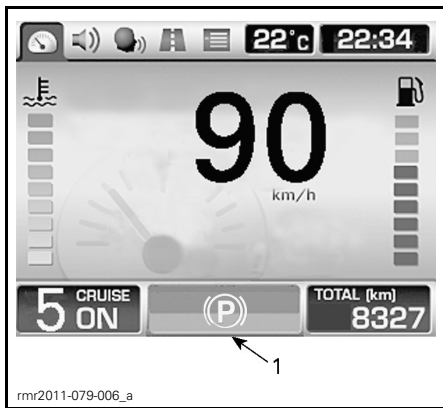 22°c 22:34
90
km/h
5 CRUISE ON
(P)
TOTAL (km)
8327
1
rmr2011-079-006_a